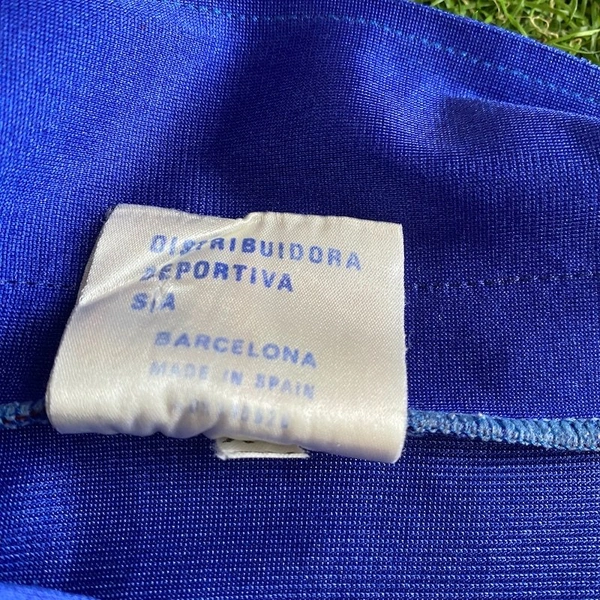 DISTRIBUIDORA
DEPORTIVA
S/A
BARCELONA
MADE IN SPAIN